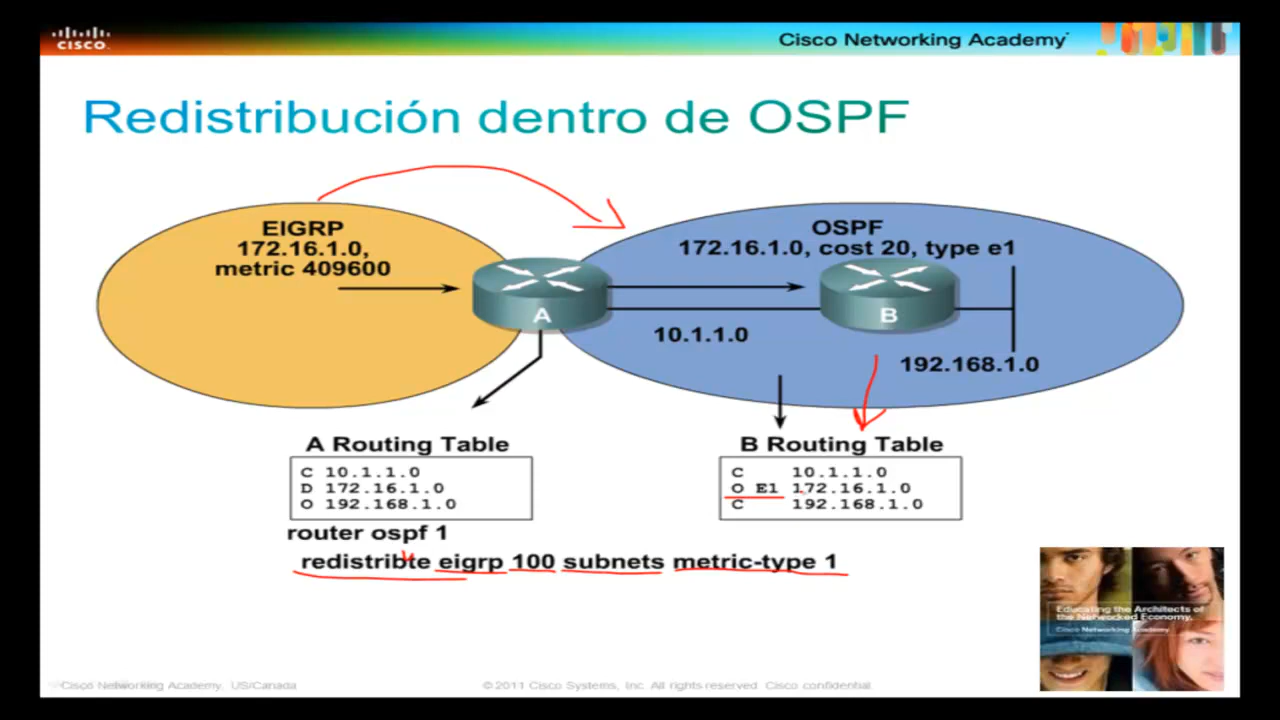 CISCO.
Cisco Networking Academy
Redistribución dentro de OSPF
EIGRP
172.16.1.0,
metric 409600
OSPF
172.16.1.0, cost 20, type e1
A
B
10.1.1.0
192.168.1.0
A Routing Table
C 10.1.1.0
D 172.16.1.0
O 192.168.1.0
B Routing Table
C 10.1.1.0
O E1 172.16.1.0
C 192.168.1.0
router ospf 1
redistribte eigrp 100 subnets metric-type 1
Educating the Architects of
the Networked Economy.
Cisco Networking Academy
Cisco Networking Academy. US/Canada
©2011 Cisco Systems, Inc. All rights reserved. Cisco confidential.